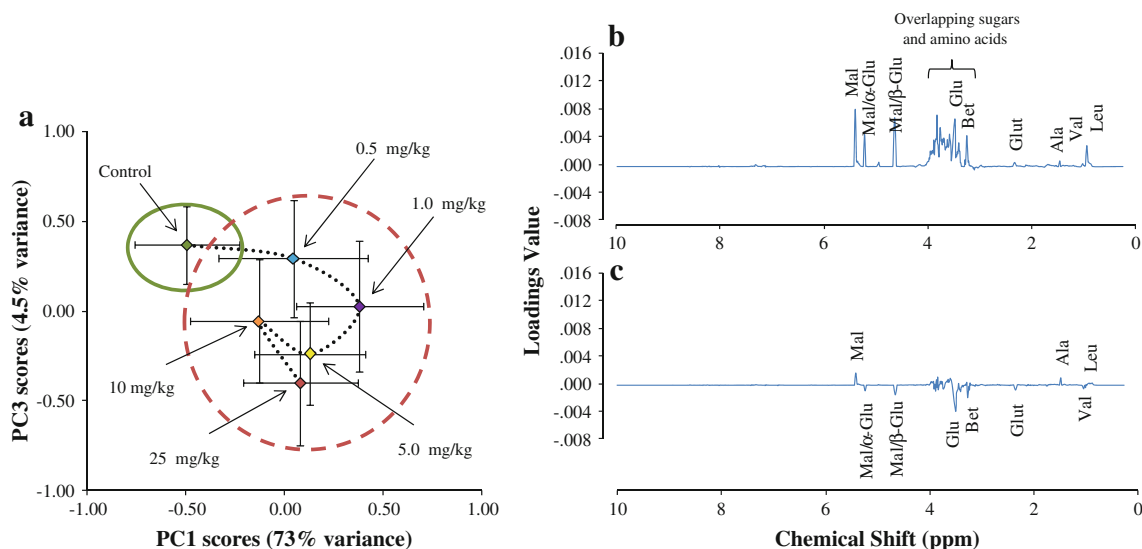 a
1.00
0.50
0.00
-0.50
-1.00
PC3 scores (4.5% variance)
Control
0.5 mg/kg
1.0 mg/kg
10 mg/kg
25 mg/kg
5.0 mg/kg
-1.00 -0.50 0.00 0.50 1.00
PC1 scores (73% variance)
b
Overlapping sugars
and amino acids
.016
.012
.008
.004
.000
-.004
-.008
Mal
Mal/α-Glu
Mal/β-Glu
Glu
Bet
Glut
Ala
Val
Leu
10 8 6 4 2 0
Loadings Value
c
.016
.012
.008
.004
.000
-.004
-.008
Mal
Mal/α-Glu
Mal/β-Glu
Glu
Bet
Glut
Ala
Val
Leu
10 8 6 4 2 0
Chemical Shift (ppm)